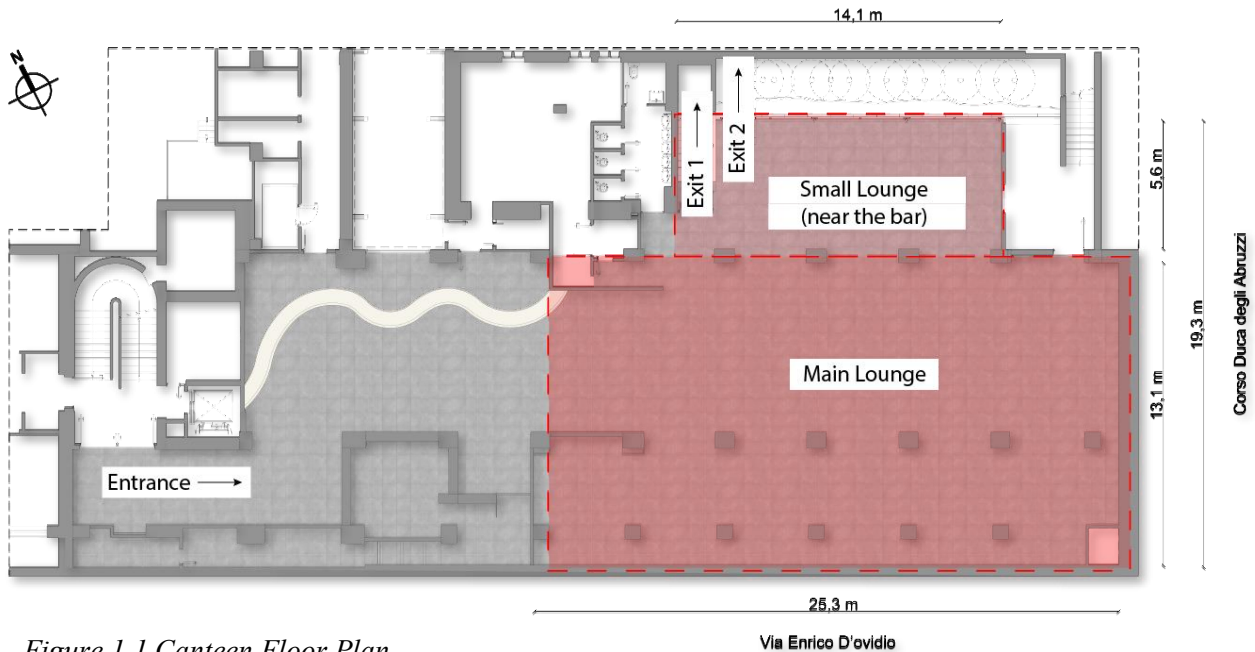 14,1 m
N
Exit 1
Exit 2
Small Lounge
(near the bar)
5,6 m
Main Lounge
19,3 m
13,1 m
Corso Duca degli Abruzzi
Entrance
25,3 m
Via Enrico D'ovidio
Figure 1.1 Canteen Floor Plan